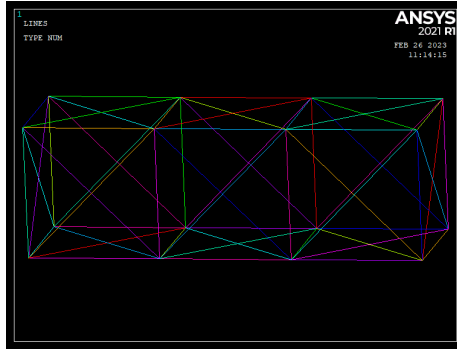 1
LINES
TYPE NUM
ANSYS
2021 R1
FEB 26 2023
11:14:15